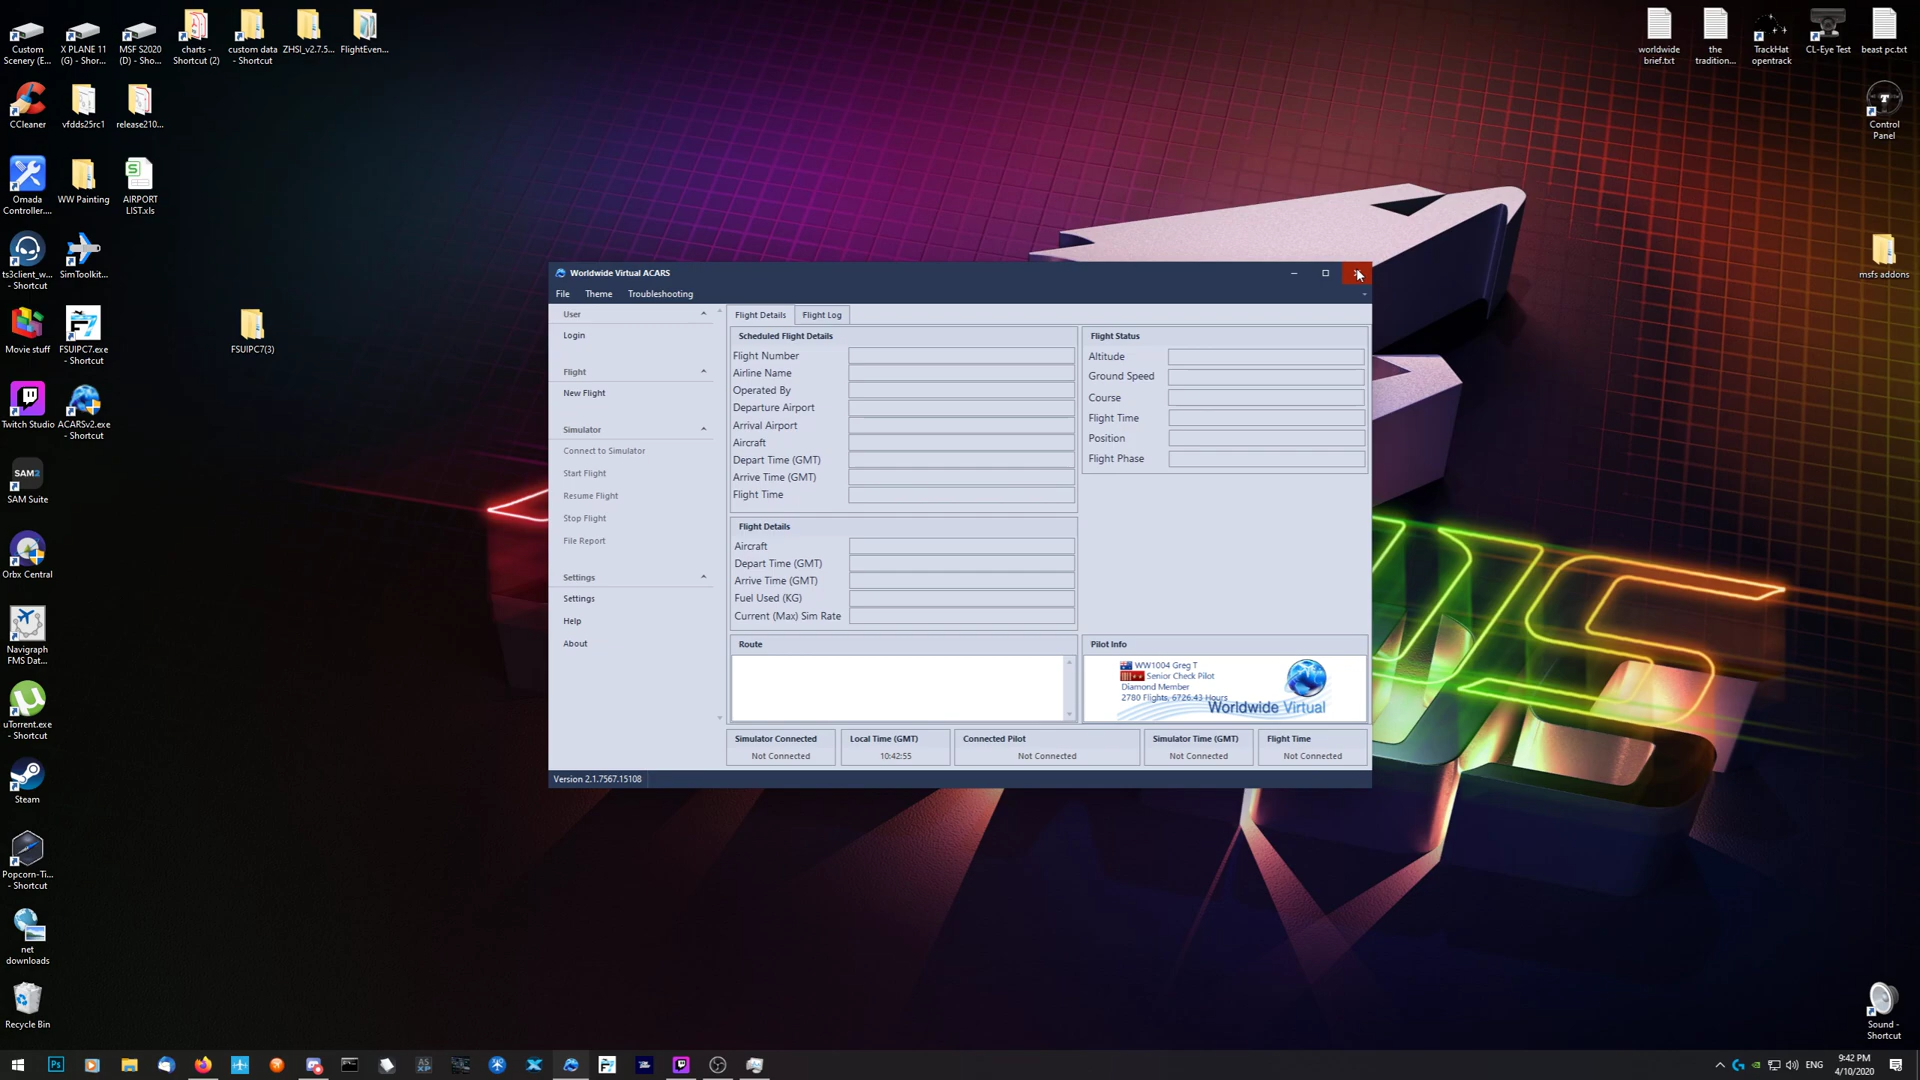 Custom
Scenery (E...
X PLANE 11
(G) - Shor...
MSF S2020
(D) - Sho...
charts -
Shortcut (2)
custom data
- Shortcut
ZHSI_v2.7.5...
FlightEven...
worldwide
brief.txt
the
tradition...
TrackHat
opentrack
CL-Eye Test
beast pc.txt
CCleaner
vfdds25rc1
release210...
Control
Panel
Omada
Controller....
WW Painting
AIRPORT
LIST.xls
ts3client_w...
- Shortcut
SimToolkit...
msfs addons
Movie stuff
FSUIPC7.exe
- Shortcut
FSUIPC7(3)
Twitch Studio
ACARSv2.exe
- Shortcut
SAM2
SAM Suite
Orbx Central
Navigraph
FMS Dat...
uTorrent.exe
- Shortcut
Steam
Popcorn-Ti...
- Shortcut
net
downloads
Recycle Bin
Sound -
Shortcut
Worldwide Virtual ACARS
File Theme Troubleshooting
User
Login
Flight
New Flight
Simulator
Connect to Simulator
Start Flight
Resume Flight
Stop Flight
File Report
Settings
Settings
Help
About
Flight Details Flight Log
Scheduled Flight Details
Flight Number
Airline Name
Operated By
Departure Airport
Arrival Airport
Aircraft
Depart Time (GMT)
Arrive Time (GMT)
Flight Time
Flight Details
Aircraft
Depart Time (GMT)
Arrive Time (GMT)
Fuel Used (KG)
Current (Max) Sim Rate
Route
Flight Status
Altitude
Ground Speed
Course
Flight Time
Position
Flight Phase
Pilot Info
WW1004 Greg T
Senior Check Pilot
Diamond Member
2780 Flights, 6726.43 Hours
Worldwide Virtual
Simulator Connected
Not Connected
Local Time (GMT)
10:42:55
Connected Pilot
Not Connected
Simulator Time (GMT)
Not Connected
Flight Time
Not Connected
Version 2.1.7567.15108
Ps
ENG
9:42 PM
4/10/2020